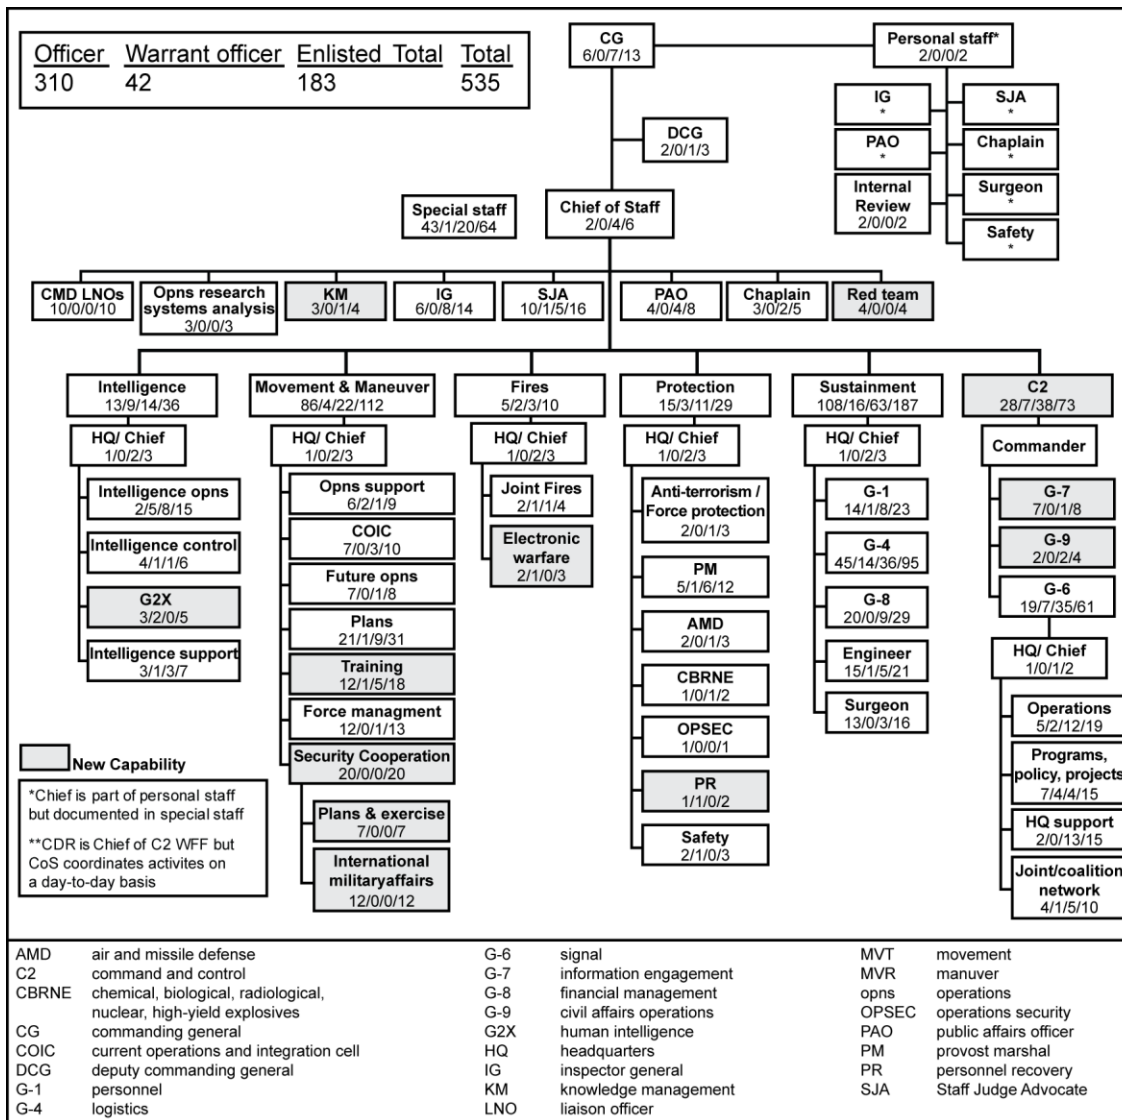 Officer Warrant officer Enlisted Total Total
310 42 183 535
CG
6/0/7/13
Personal staff*
2/0/0/2
IG
*
SJA
*
PAO
*
Chaplain
*
Internal
Review
2/0/0/2
Surgeon
*
Safety
*
DCG
2/0/1/3
Special staff
43/1/20/64
Chief of Staff
2/0/4/6
CMD LNOs
10/0/0/10
Opns research
systems analysis
3/0/0/3
KM
3/0/1/4
IG
6/0/8/14
SJA
10/1/5/16
PAO
4/0/4/8
Chaplain
3/0/2/5
Red team
4/0/0/4
Intelligence
13/9/14/36
HQ/ Chief
1/0/2/3
Intelligence opns
2/5/8/15
Intelligence control
4/1/1/6
G2X
3/2/0/5
Intelligence support
3/1/3/7
Movement & Maneuver
86/4/22/112
HQ/ Chief
1/0/2/3
Opns support
6/2/1/9
COIC
7/0/3/10
Future opns
7/0/1/8
Plans
21/1/9/31
Training
12/1/5/18
Force managment
12/0/1/13
Security Cooperation
20/0/0/20
Plans & exercise
7/0/0/7
International
militaryaffairs
12/0/0/12
Fires
5/2/3/10
HQ/ Chief
1/0/2/3
Joint Fires
2/1/1/4
Electronic
warfare
2/1/0/3
Protection
15/3/11/29
HQ/ Chief
1/0/2/3
Anti-terrorism /
Force protection
2/0/1/3
PM
5/1/6/12
AMD
2/0/1/3
CBRNE
1/0/1/2
OPSEC
1/0/0/1
PR
1/1/0/2
Safety
2/1/0/3
Sustainment
108/16/63/187
HQ/ Chief
1/0/2/3
G-1
14/1/8/23
G-4
45/14/36/95
G-8
20/0/9/29
Engineer
15/1/5/21
Surgeon
13/0/3/16
C2
28/7/38/73
Commander
G-7
7/0/1/8
G-9
2/0/2/4
G-6
19/7/35/61
HQ/ Chief
1/0/1/2
Operations
5/2/12/19
Programs,
policy, projects
7/4/4/15
HQ support
2/0/13/15
Joint/coalition
network
4/1/5/10
New Capability
*Chief is part of personal staff
but documented in special staff
**CDR is Chief of C2 WFF but
CoS coordinates activites on
a day-to-day basis
AMD air and missile defense
C2 command and control
CBRNE chemical, biological, radiological,
nuclear, high-yield explosives
CG commanding general
COIC current operations and integration cell
DCG deputy commanding general
G-1 personnel
G-4 logistics
G-6 signal
G-7 information engagement
G-8 financial management
G-9 civil affairs operations
G2X human intelligence
HQ headquarters
IG inspector general
KM knowledge management
LNO liaison officer
MVT movement
MVR manuver
opns operations
OPSEC operations security
PAO public affairs officer
PM provost marshal
PR personnel recovery
SJA Staff Judge Advocate